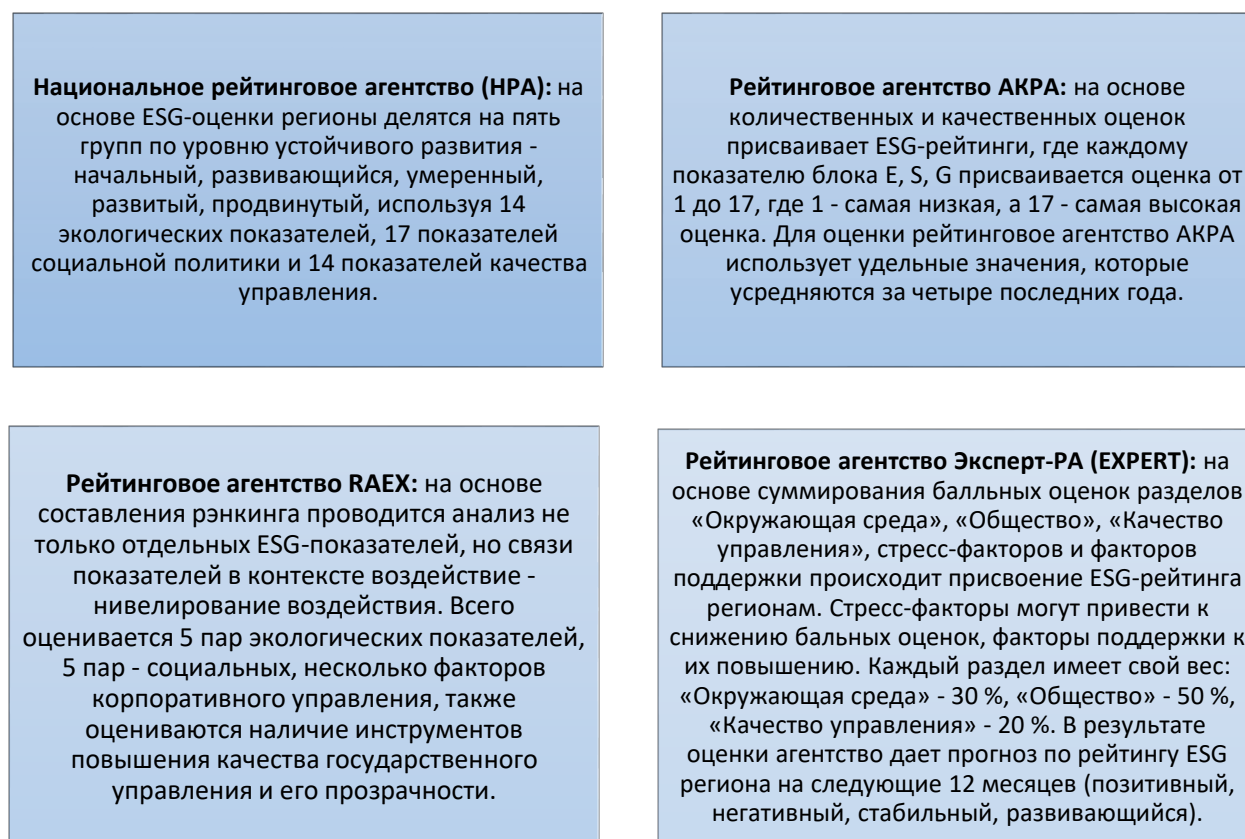 Национальное рейтинговое агентство (НРА): на
основе ESG-оценки регионы делятся на пять
групп по уровню устойчивого развития -
начальный, развивающийся, умеренный,
развитый, продвинутый, используя 14
экологических показателей, 17 показателей
социальной политики и 14 показателей качества
управления.
Рейтинговое агентство АКРА: на основе
количественных и качественных оценок
присваивает ESG-рейтинги, где каждому
показателю блока E, S, G присваивается оценка от
1 до 17, где 1 - самая низкая, а 17 - самая высокая
оценка. Для оценки рейтинговое агентство АКРА
использует удельные значения, которые
усредняются за четыре последних года.
Рейтинговое агентство RAEX: на основе
составления рэнкинга проводится анализ не
только отдельных ESG-показателей, но связи
показателей в контексте воздействие -
нивелирование воздействия. Всего
оценивается 5 пар экологических показателей,
5 пар - социальных, несколько факторов
корпоративного управления, также
оцениваются наличие инструментов
повышения качества государственного
управления и его прозрачности.
Рейтинговое агентство Эксперт-РА (EXPERT): на
основе суммирования балльных оценок разделов
«Окружающая среда», «Общество», «Качество
управления», стресс-факторов и факторов
поддержки происходит присвоение ESG-рейтинга
регионам. Стресс-факторы могут привести к
снижению бальных оценок, факторы поддержки к
их повышению. Каждый раздел имеет свой вес:
«Окружающая среда» - 30 %, «Общество» - 50 %,
«Качество управления» - 20 %. В результате
оценки агентство дает прогноз по рейтингу ESG
региона на следующие 12 месяцев (позитивный,
негативный, стабильный, развивающийся).